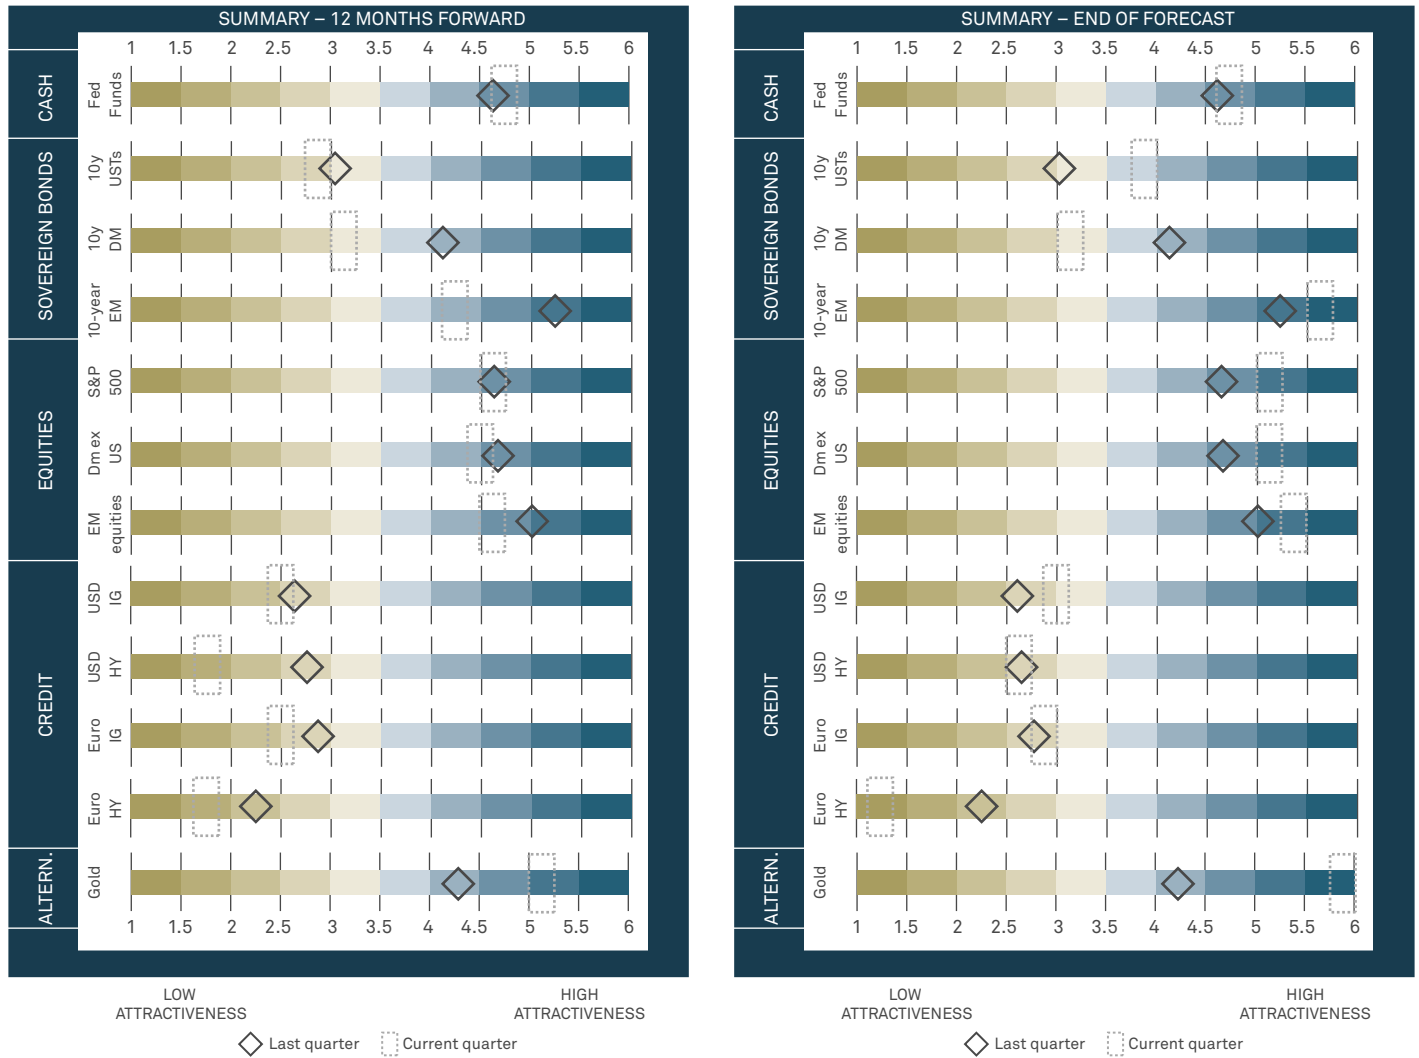 SUMMARY – 12 MONTHS FORWARD
1 1.5 2 2.5 3 3.5 4 4.5 5 5.5 6
CASH
Fed
Funds
SOVEREIGN BONDS
10y
USTs
10y
DM
10-year
EM
EQUITIES
S&P
500
Dm ex
US
EM
equities
CREDIT
USD
IG
USD
HY
Euro
IG
Euro
HY
ALTERN.
Gold
1 1.5 2 2.5 3 3.5 4 4.5 5 5.5 6
LOW
ATTRACTIVENESS
HIGH
ATTRACTIVENESS
Last quarter
Current quarter
SUMMARY – END OF FORECAST
1 1.5 2 2.5 3 3.5 4 4.5 5 5.5 6
CASH
Fed
Funds
SOVEREIGN BONDS
10y
USTs
10y
DM
10-year
EM
EQUITIES
S&P
500
Dm ex
US
EM
equities
CREDIT
USD
IG
USD
HY
Euro
IG
Euro
HY
ALTERN.
Gold
1 1.5 2 2.5 3 3.5 4 4.5 5 5.5 6
LOW
ATTRACTIVENESS
HIGH
ATTRACTIVENESS
Last quarter
Current quarter